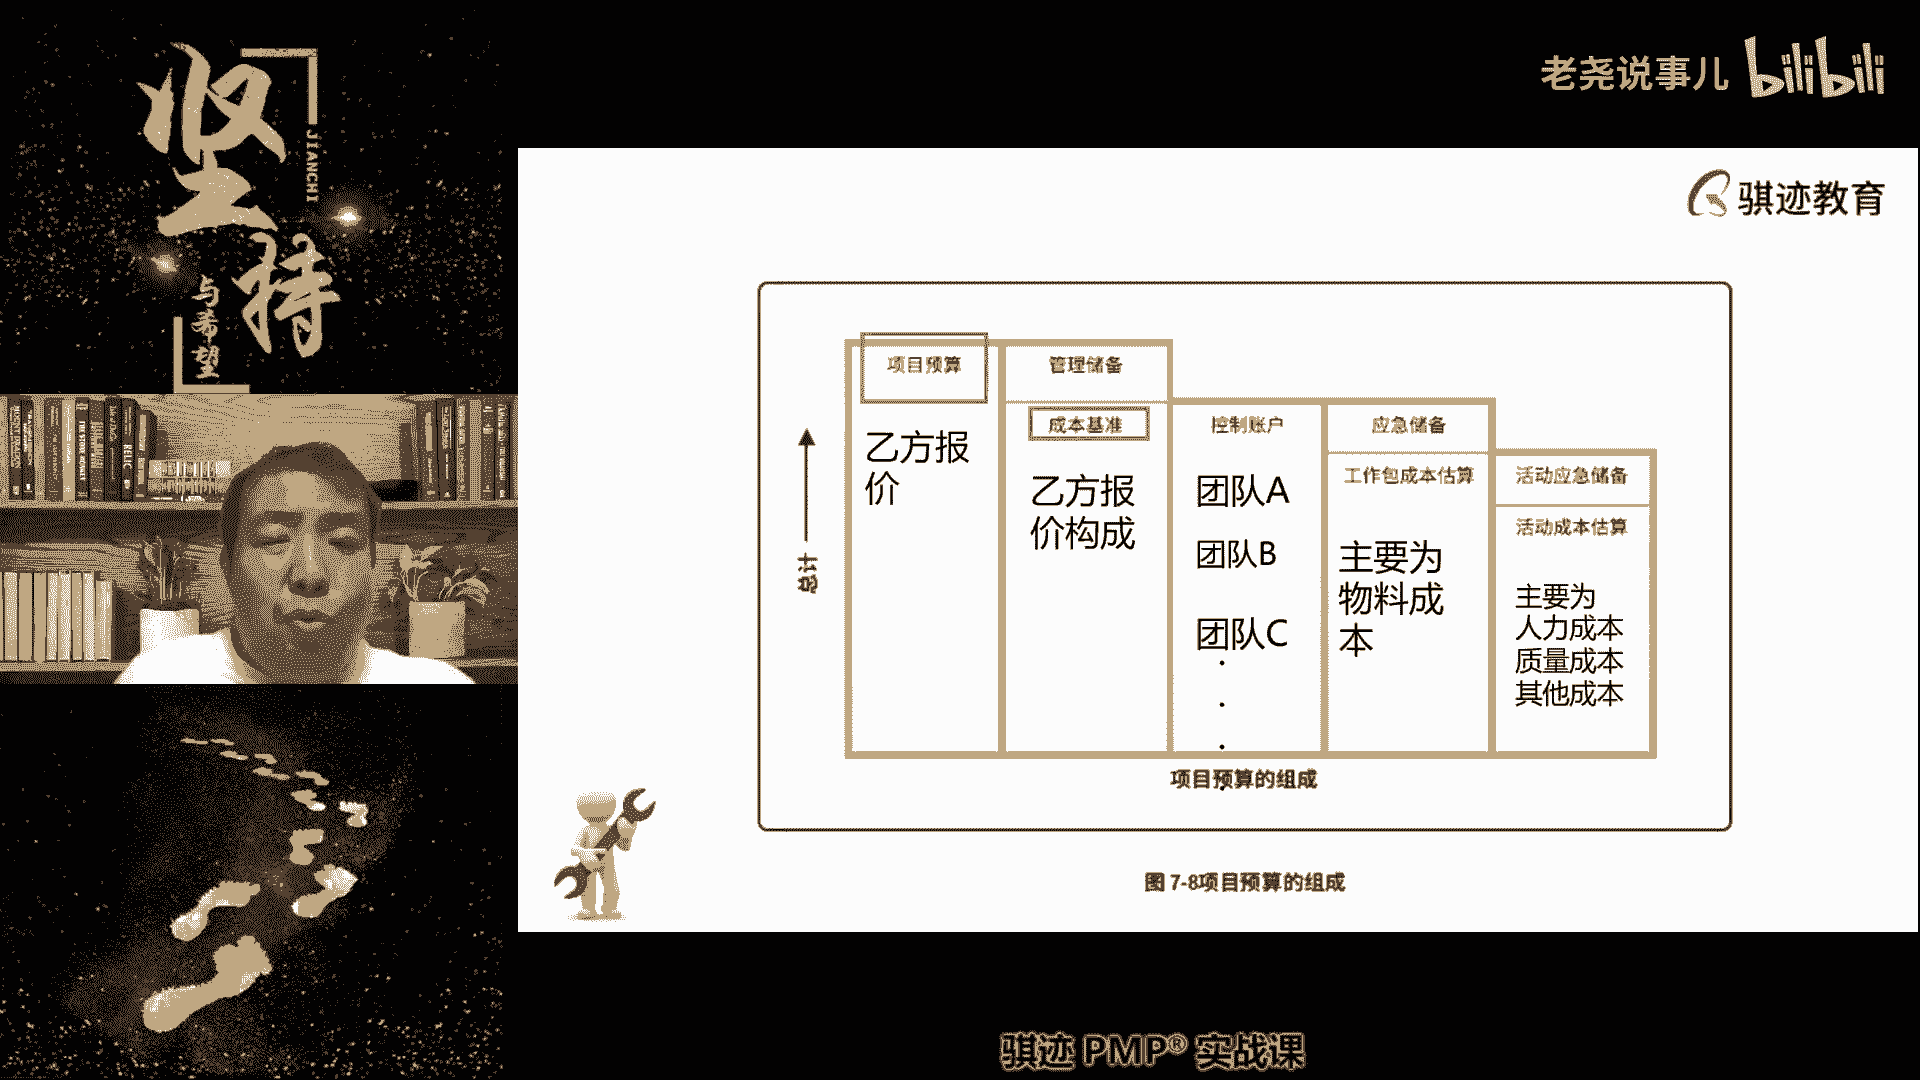 坚持
JIANCHI
与希望
老尧说事儿 bilibili
骐迹教育
项目预算
管理储备
成本基准
控制账户
应急储备
工作包成本估算
活动应急储备
活动成本估算
乙方报
价
乙方报
价构成
团队A
团队B
团队C
主要为
物料成
本
主要为
人力成本
质量成本
其他成本
总计
项目预算的组成
图 7-8项目预算的组成
骐迹 PMP® 实战课